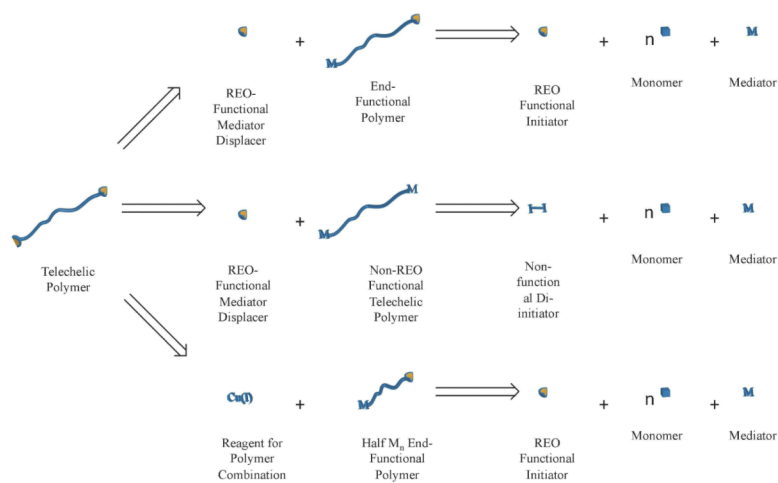 + M + n + M
REO-
Functional
Mediator
Displacer
End-
Functional
Polymer
REO
Functional
Initiator
Monomer
Mediator
Telechelic
Polymer
+ M M I-I + n + M
REO-
Functional
Mediator
Displacer
Non-REO
Functional
Telechelic
Polymer
Non-
function
al Di-
initiator
Monomer
Mediator
Cu(I) + M + n + M
Reagent for
Polymer
Combination
Half Mn End-
Functional
Polymer
REO
Functional
Initiator
Monomer
Mediator